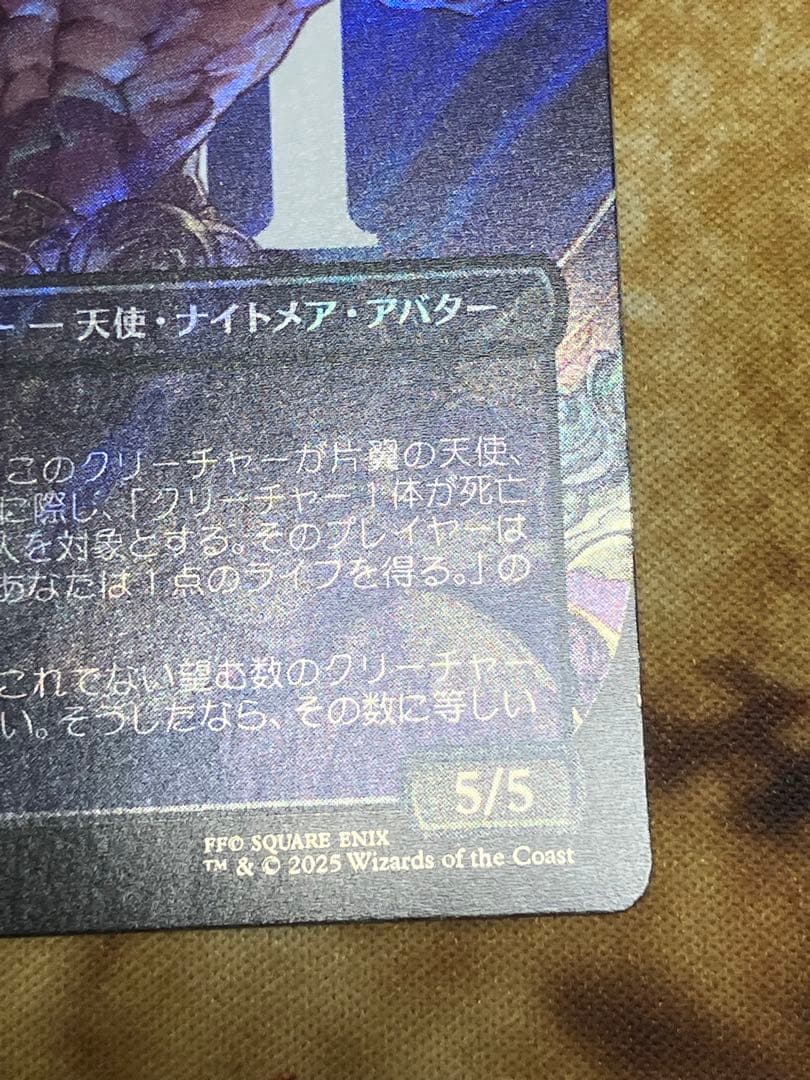 ー ― 天使・ナイトメア・アバター
このクリーチャーが片翼の天使、
に際し、「クリーチャー１体が死亡
人を対象とする。そのプレイヤーは
あなたは１点のライフを得る。」の
これでない望む数のクリーチャー
い。そうしたなら、その数に等しい
5/5
FF© SQUARE ENIX
™ & © 2025 Wizards of the Coast